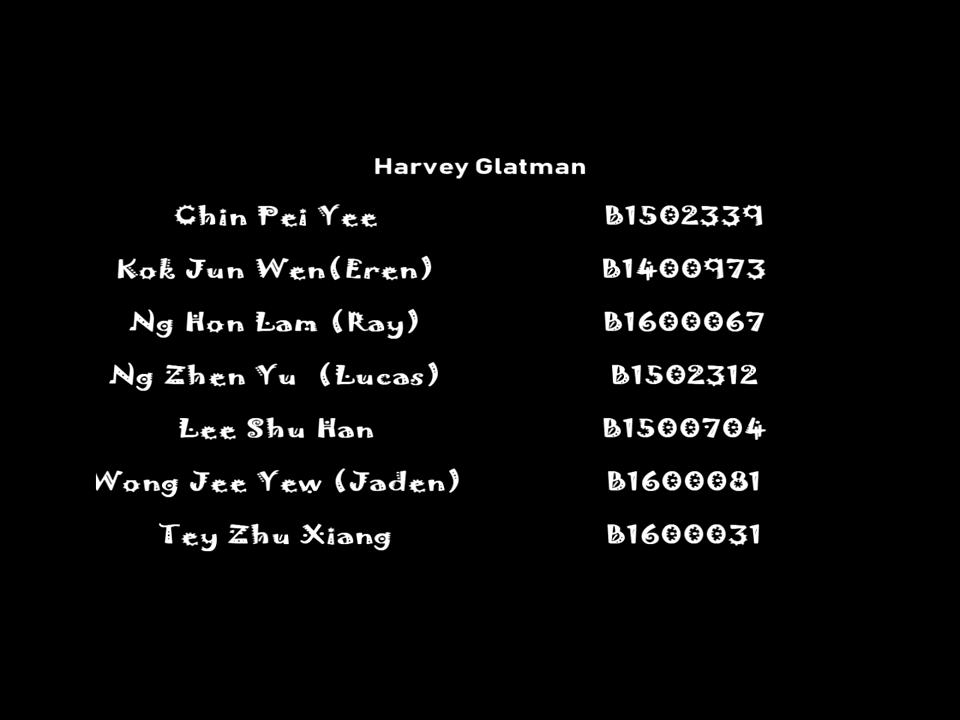 Harvey Glatman
Chin Pei Yee B1502339
Kok Jun Wen(Eren) B1400973
Ng Hon Lam (Ray) B1600067
Ng Zhen Yu (Lucas) B1502312
Lee Shu Han B1500704
Wong Jee Yew (Jaden) B1600081
Tey Zhu Xiang B1600031